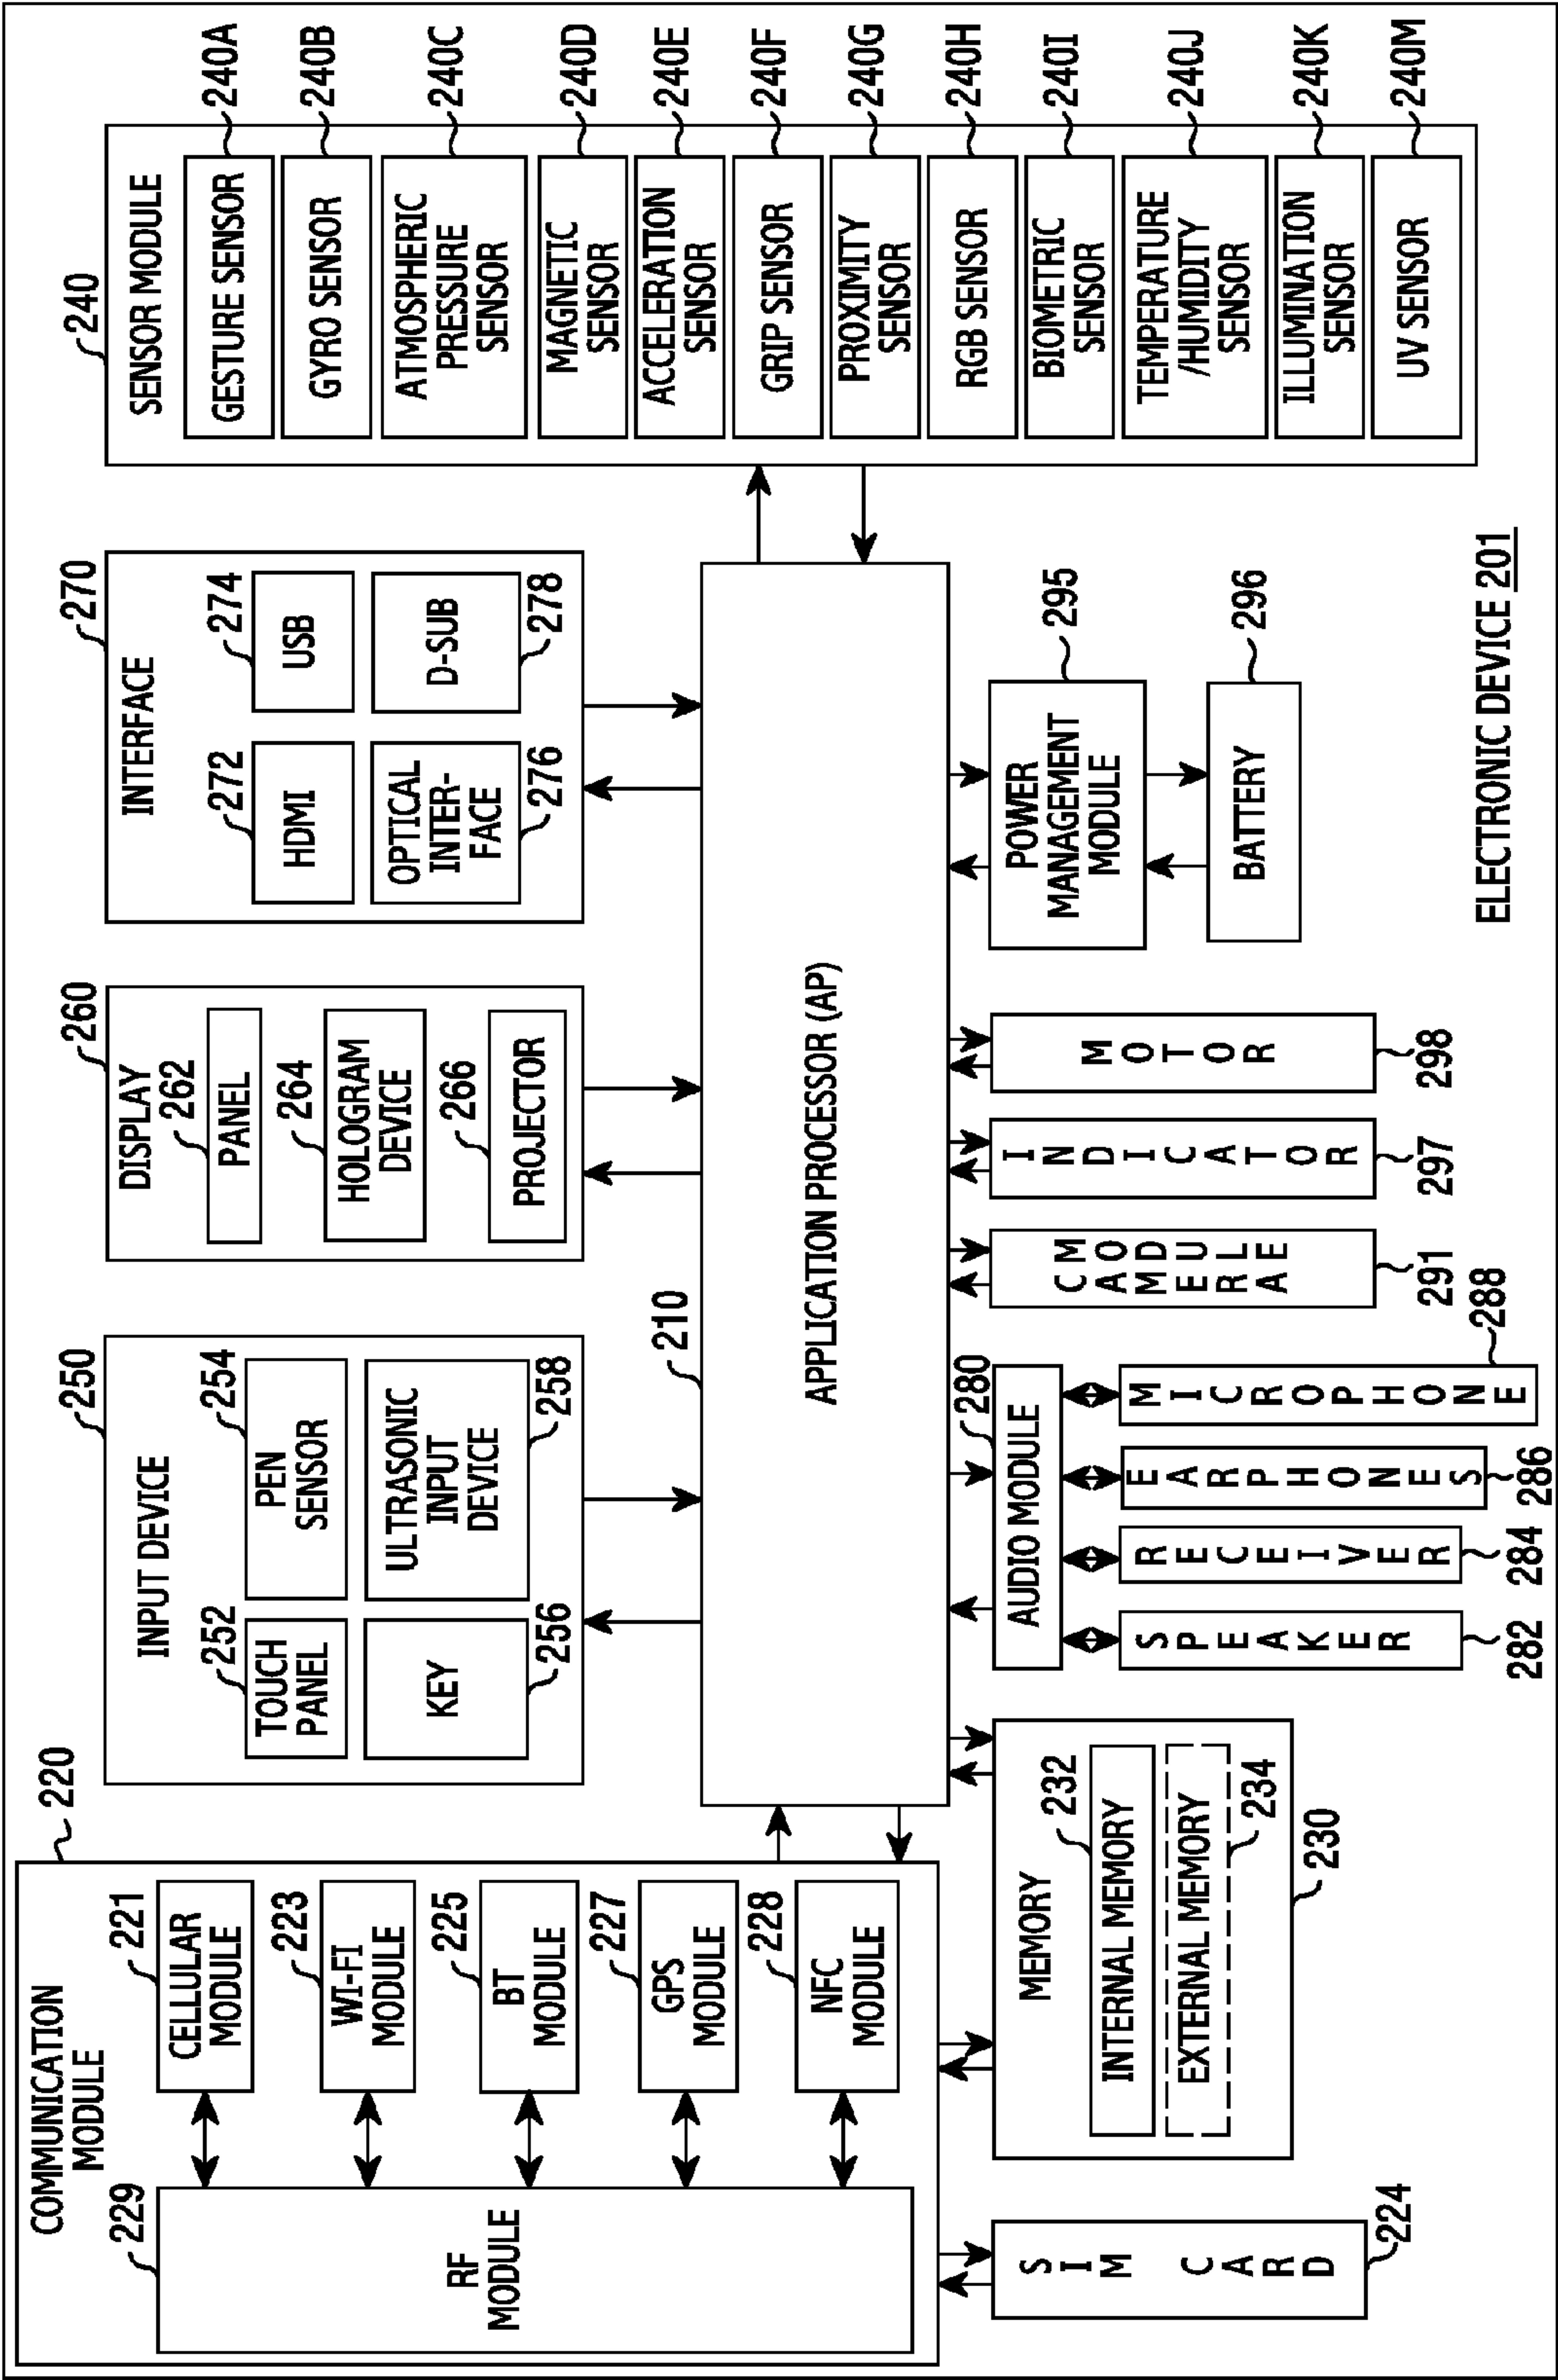 COMMUNICATION
MODULE
220
229
RF
MODULE
221
CELLULAR
MODULE
223
WI-FI
MODULE
225
BT
MODULE
227
GPS
MODULE
228
NFC
MODULE
250
INPUT DEVICE
252
TOUCH
PANEL
254
PEN
SENSOR
KEY
256
ULTRASONIC
INPUT
DEVICE
258
260
DISPLAY
262
PANEL
264
HOLOGRAM
DEVICE
266
PROJECTOR
270
INTERFACE
272
HDMI
274
USB
OPTICAL
INTER-
FACE
276
D-SUB
278
240
SENSOR MODULE
GESTURE SENSOR
240A
GYRO SENSOR
240B
ATMOSPHERIC
PRESSURE
SENSOR
240C
MAGNETIC
SENSOR
240D
ACCELERATION
SENSOR
240E
GRIP SENSOR
240F
PROXIMITY
SENSOR
240G
RGB SENSOR
240H
BIOMETRIC
SENSOR
240I
TEMPERATURE
/HUMIDITY
SENSOR
240J
ILLUMINATION
SENSOR
240K
UV SENSOR
240M
210
APPLICATION PROCESSOR (AP)
SIM CARD
224
MEMORY
232
INTERNAL MEMORY
EXTERNAL MEMORY
234
230
280
AUDIO MODULE
SPEAKER
282
RECEIVER
284
EARPHONES
286
MICROPHONE
288
CAMERA
MODULE
291
INDICATOR
297
MOTOR
298
POWER
MANAGEMENT
MODULE
295
BATTERY
296
ELECTRONIC DEVICE 201